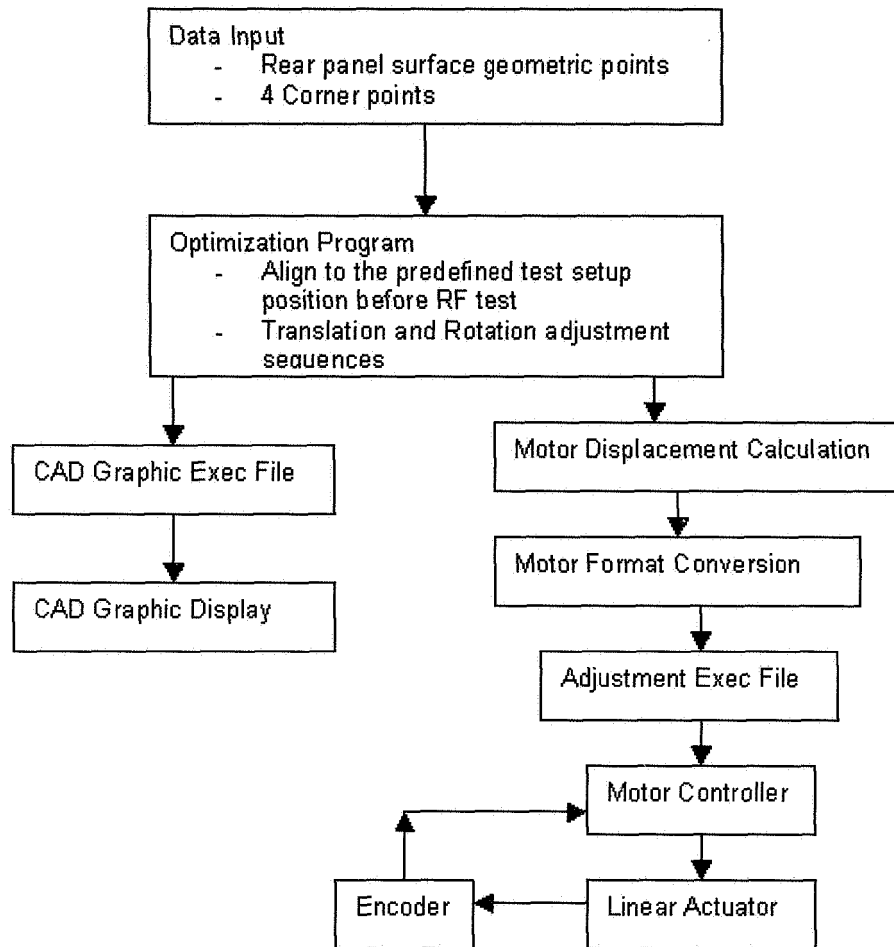 Data Input
- Rear panel surface geometric points
- 4 Corner points
Optimization Program
- Align to the predefined test setup
position before RF test
- Translation and Rotation adjustment
sequences
CAD Graphic Exec File
Motor Displacement Calculation
Motor Format Conversion
CAD Graphic Display
Adjustment Exec File
Motor Controller
Encoder
Linear Actuator